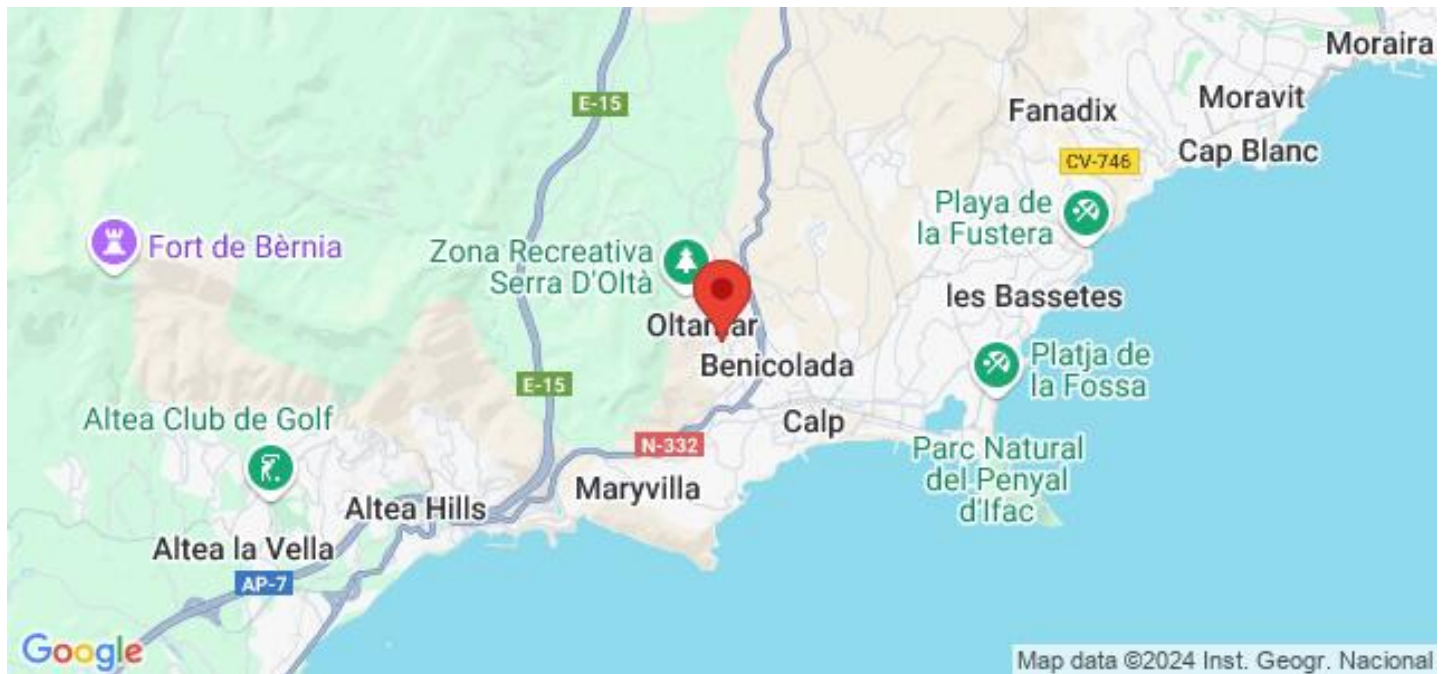 Moraira
Moravit
E-15
Fanadix
Cap Blanc
CV-746
Playa de
la Fustera
Fort de Bèrnia
Zona Recreativa
Serra D'Oltà
les Bassetes
Benicolada
Platja de
la Fossa
E-15
Altea Club de Golf
Calp
N-332
Parc Natural
del Penyal
d'Ifac
Maryvilla
Altea Hills
Altea la Vella
AP-7
Google
Map data ©2024 Inst. Geogr. Nacional